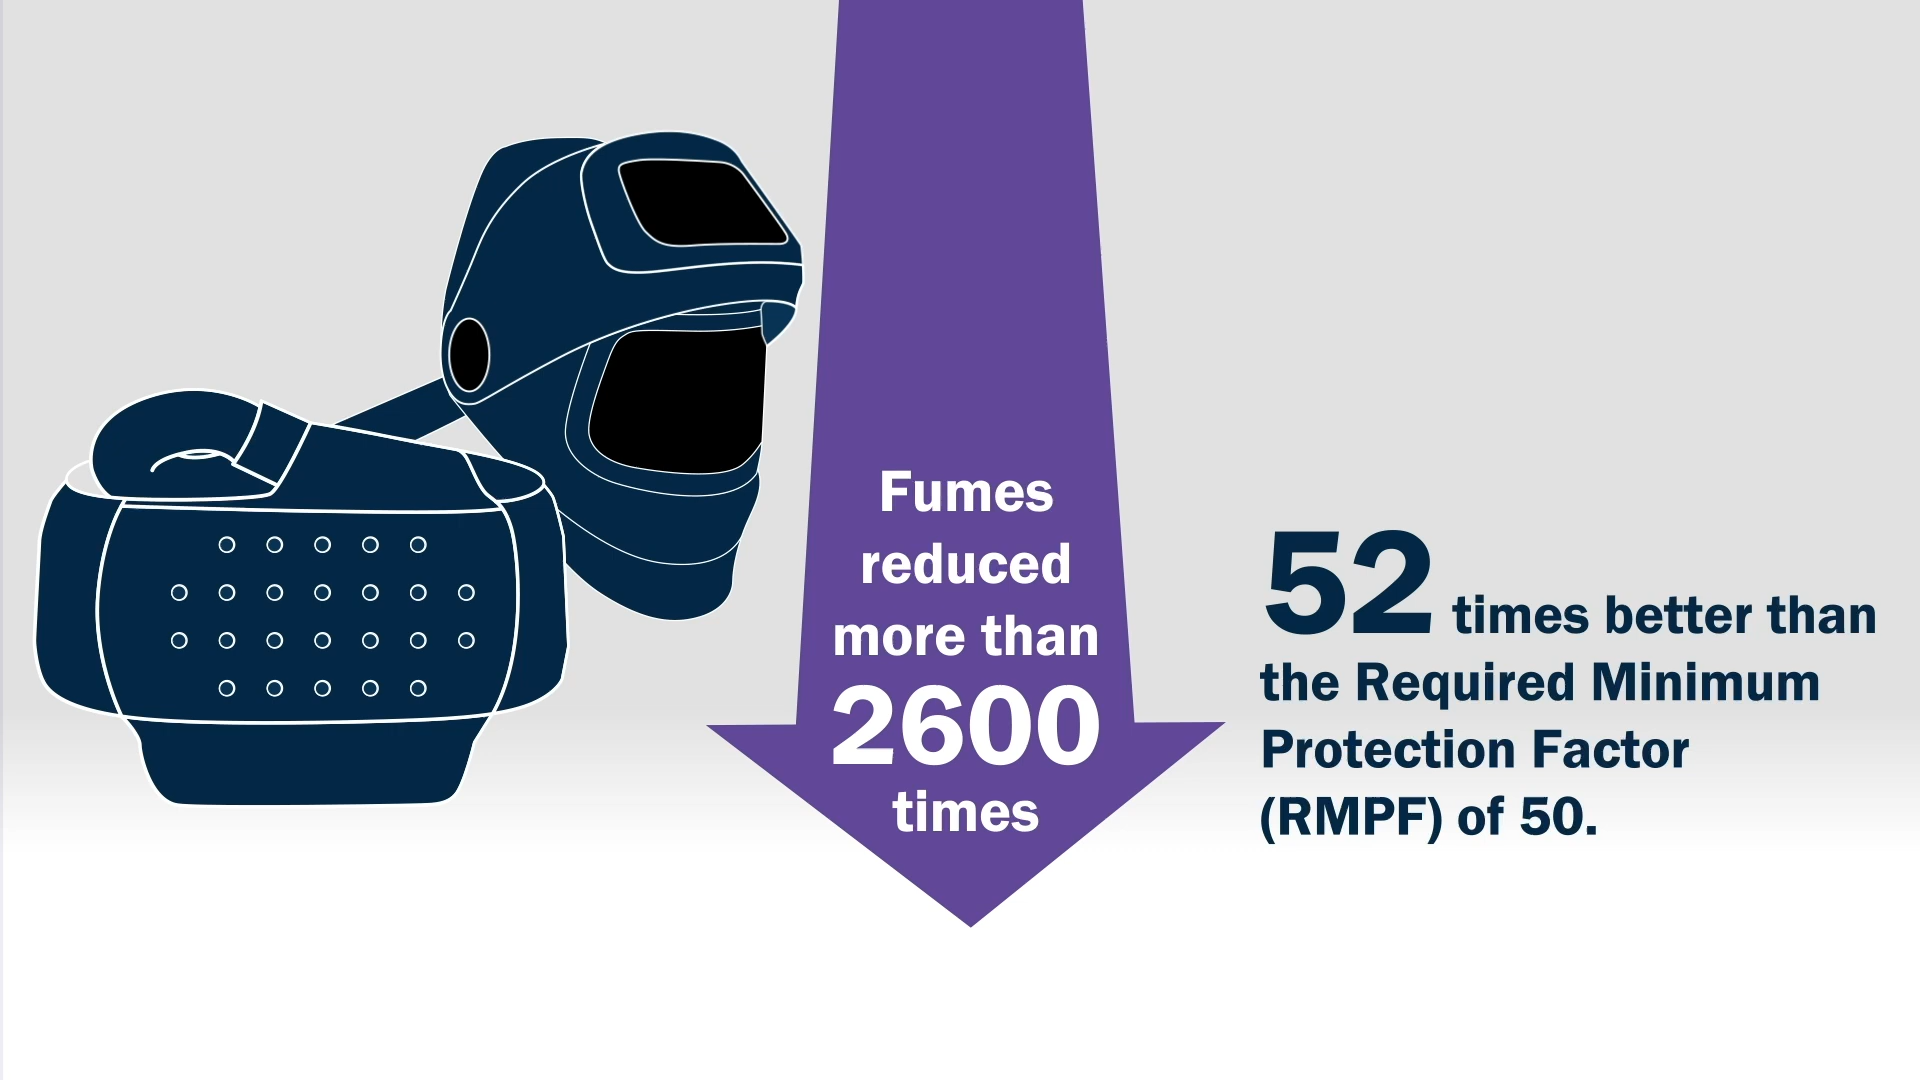 Fumes
reduced
more than
2600
times
52 times better than
the Required Minimum
Protection Factor
(RMPF) of 50.